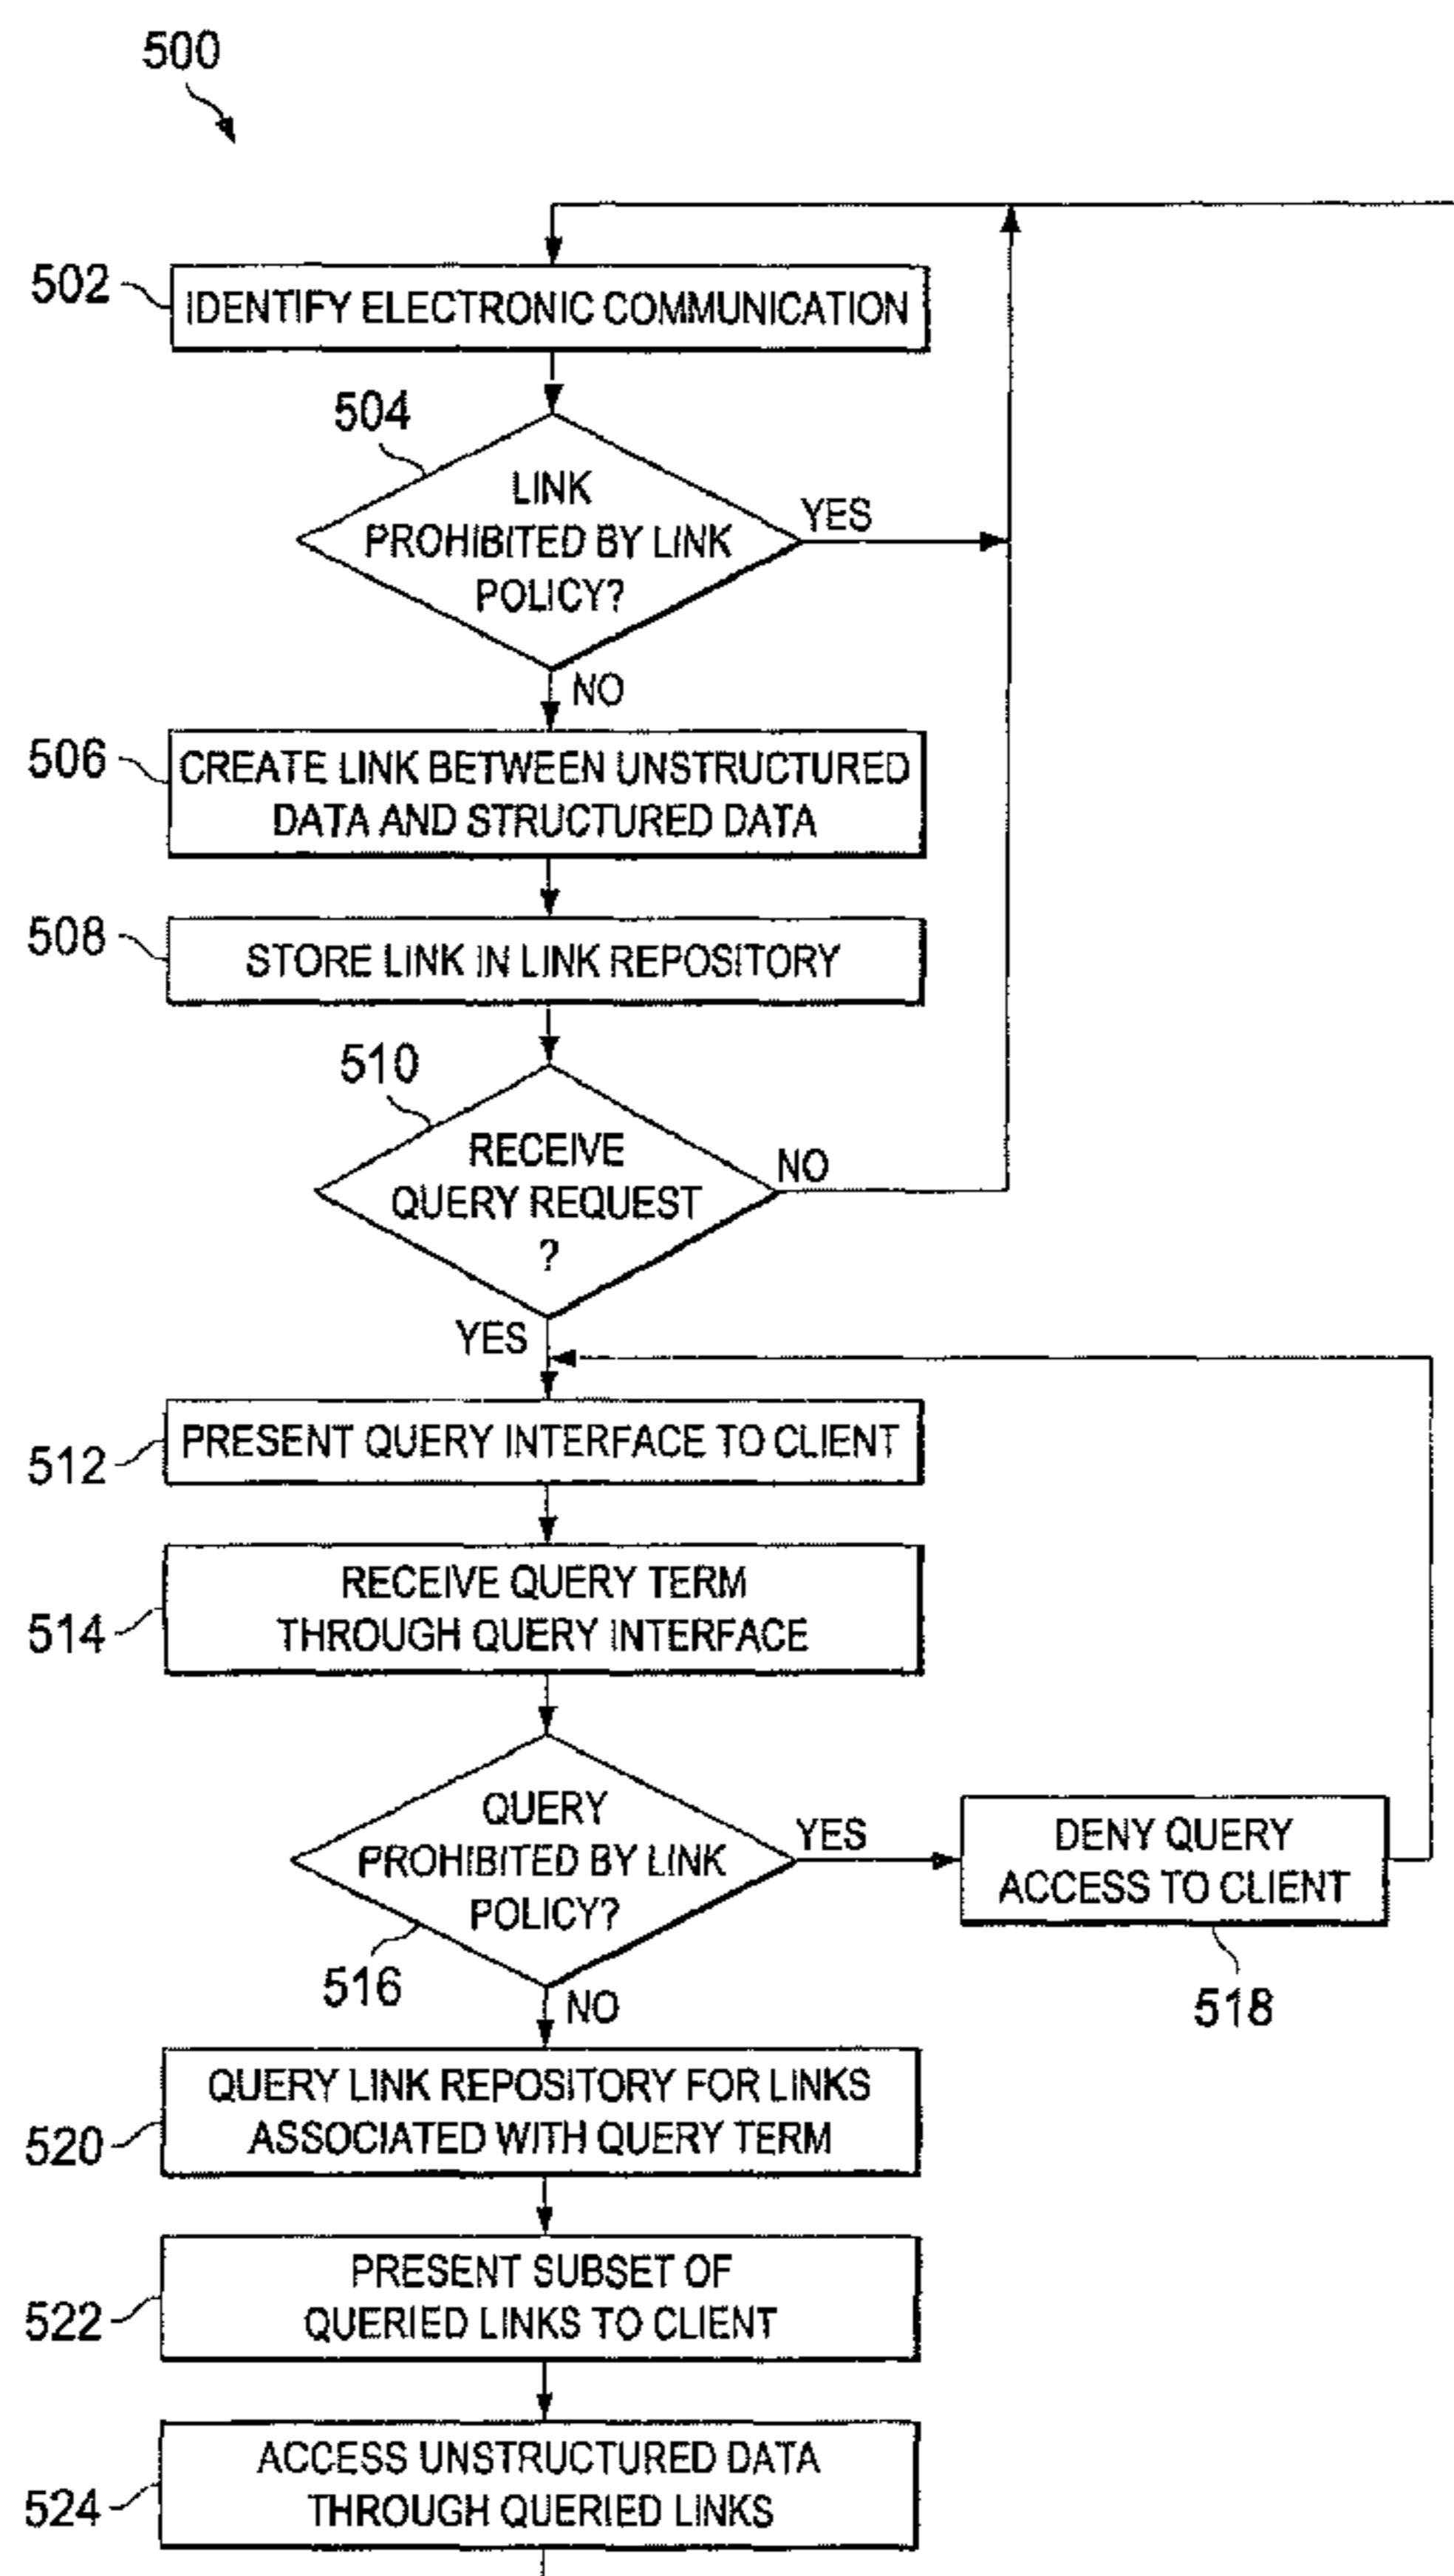 500
502
IDENTIFY ELECTRONIC COMMUNICATION
504
LINK
PROHIBITED BY LINK
POLICY?
YES
NO
506
CREATE LINK BETWEEN UNSTRUCTURED
DATA AND STRUCTURED DATA
508
STORE LINK IN LINK REPOSITORY
510
RECEIVE
QUERY REQUEST
?
NO
YES
512
PRESENT QUERY INTERFACE TO CLIENT
514
RECEIVE QUERY TERM
THROUGH QUERY INTERFACE
QUERY
PROHIBITED BY LINK
POLICY?
YES
DENY QUERY
ACCESS TO CLIENT
516
NO
518
520
QUERY LINK REPOSITORY FOR LINKS
ASSOCIATED WITH QUERY TERM
522
PRESENT SUBSET OF
QUERIED LINKS TO CLIENT
524
ACCESS UNSTRUCTURED DATA
THROUGH QUERIED LINKS